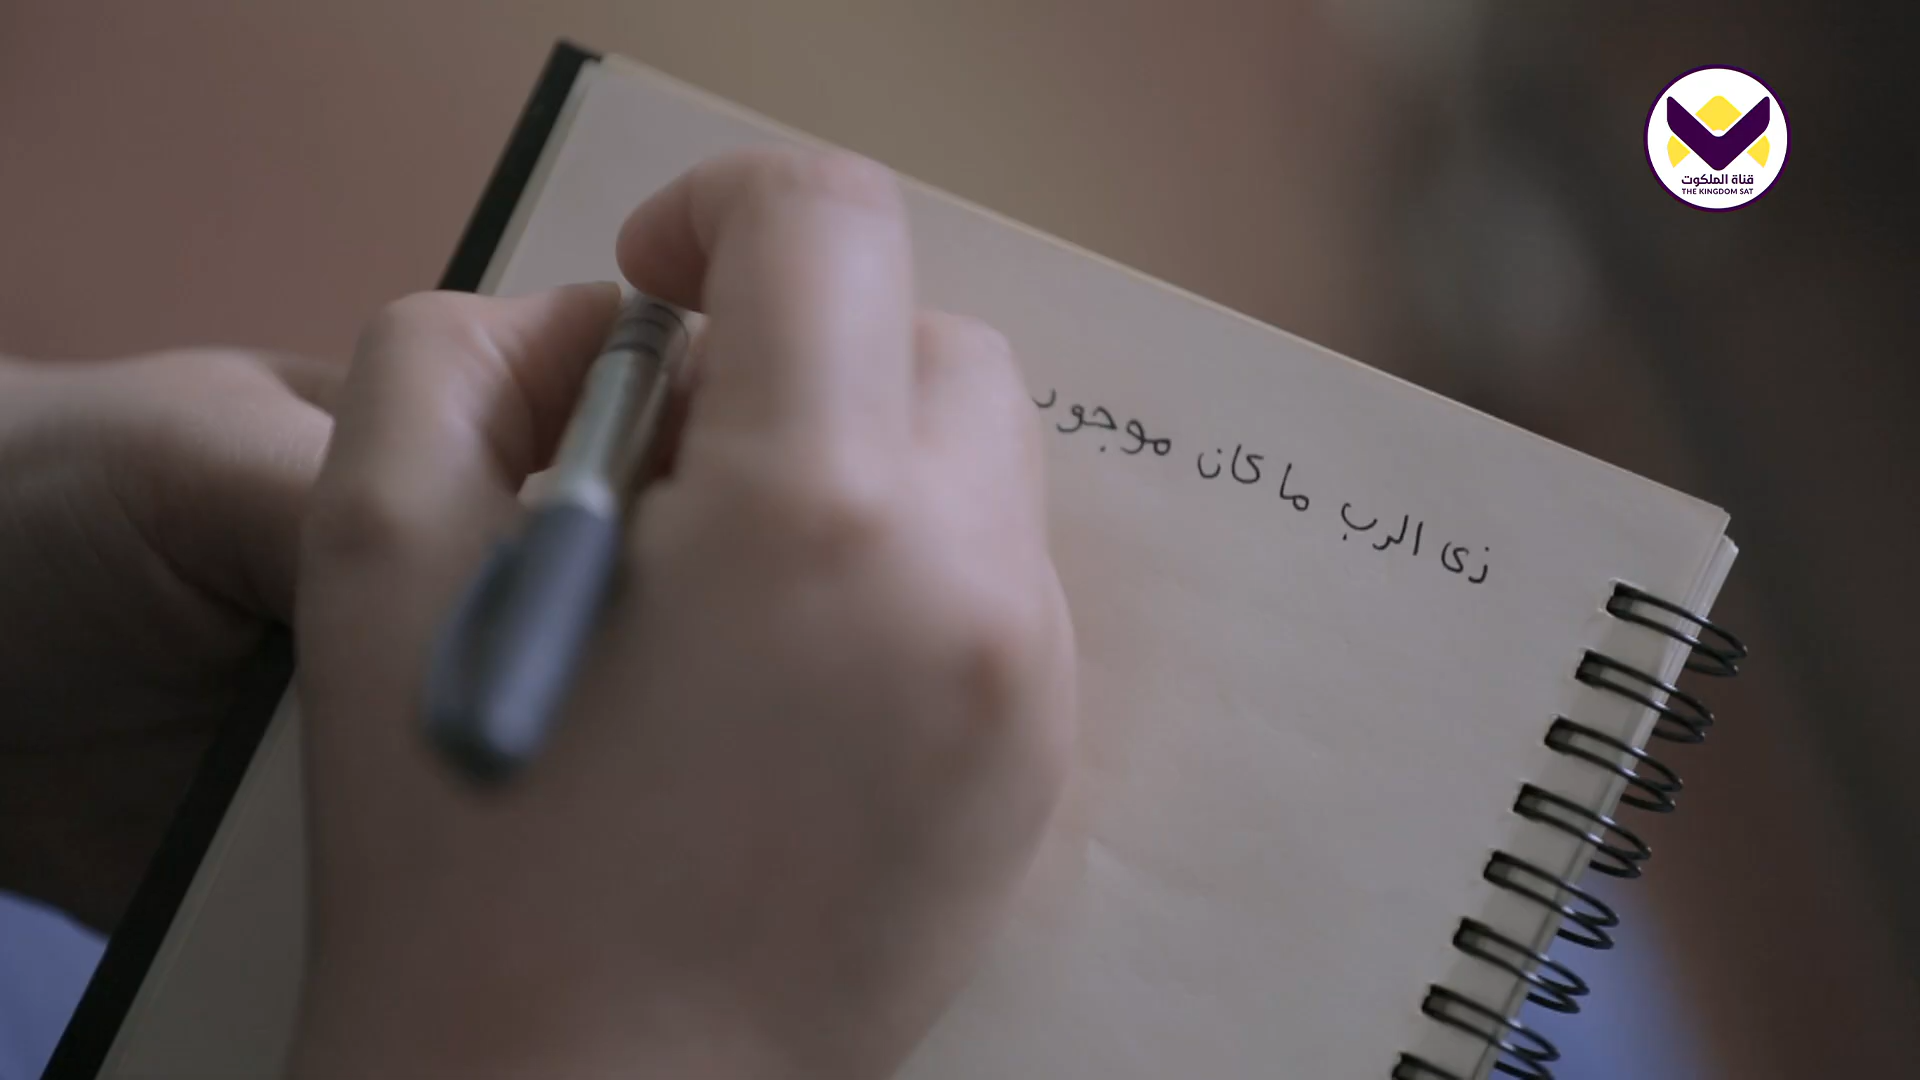 قناة الملكوت
THE KINGDOM SAT
زى الرب ما كان موجود